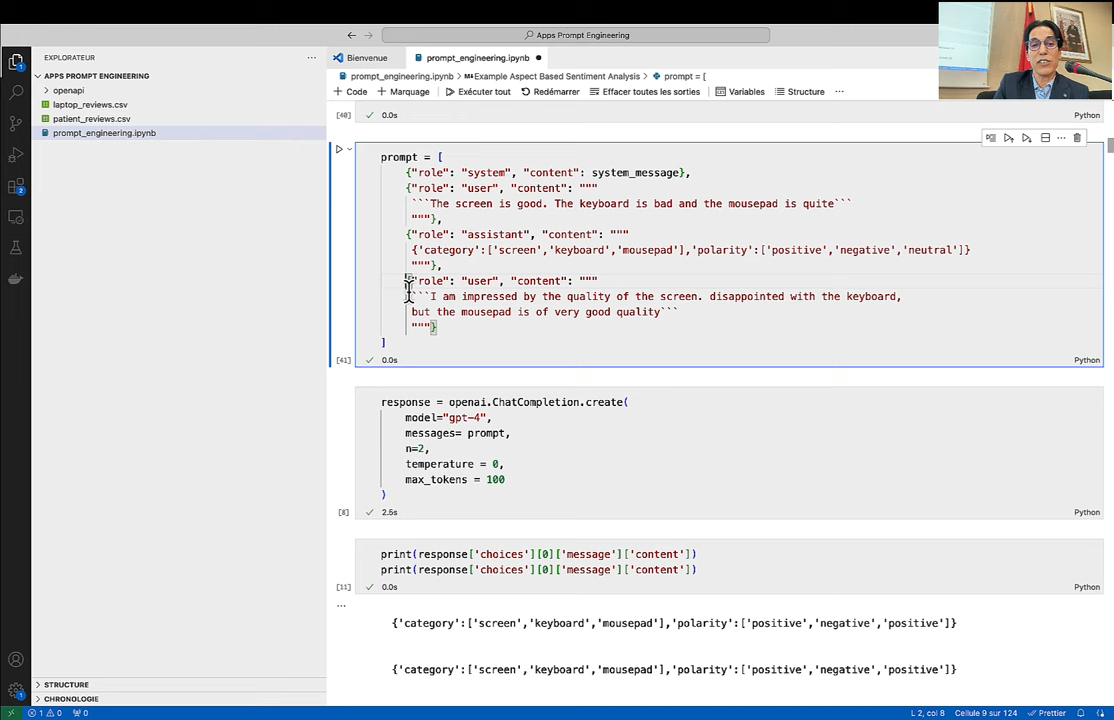 Apps Prompt Engineering
EXPLORATEUR
APPS PROMPT ENGINEERING
openapi
laptop_reviews.csv
patient_reviews.csv
prompt_engineering.ipynb
STRUCTURE
CHRONOLOGIE
Bienvenue
prompt_engineering.ipynb
prompt_engineering.ipynb > M↓Example Aspect Based Sentiment Analysis > prompt = [
+ Code + Marquage Exécuter tout Redémarrer Effacer toutes les sorties Variables Structure ...
[40] 0.0s Python
prompt = [
{"role": "system", "content": system_message},
{"role": "user", "content": """
```The screen is good. The keyboard is bad and the mousepad is quite```
"""},
{"role": "assistant", "content": """
{'category':['screen','keyboard','mousepad'],'polarity':['positive','negative','neutral']}
"""},
{"role": "user", "content": """
```I am impressed by the quality of the screen. disappointed with the keyboard,
but the mousepad is of very good quality```
"""}
]
[41] 0.0s Python
response = openai.ChatCompletion.create(
model="gpt-4",
messages= prompt,
n=2,
temperature = 0,
max_tokens = 100
)
[8] 2.5s Python
print(response['choices'][0]['message']['content'])
print(response['choices'][0]['message']['content'])
[11] 0.0s Python
...
{'category':['screen','keyboard','mousepad'],'polarity':['positive','negative','positive']}
{'category':['screen','keyboard','mousepad'],'polarity':['positive','negative','positive']}
1 0 0 L 2, col 8 Cellule 9 sur 124 Prettier